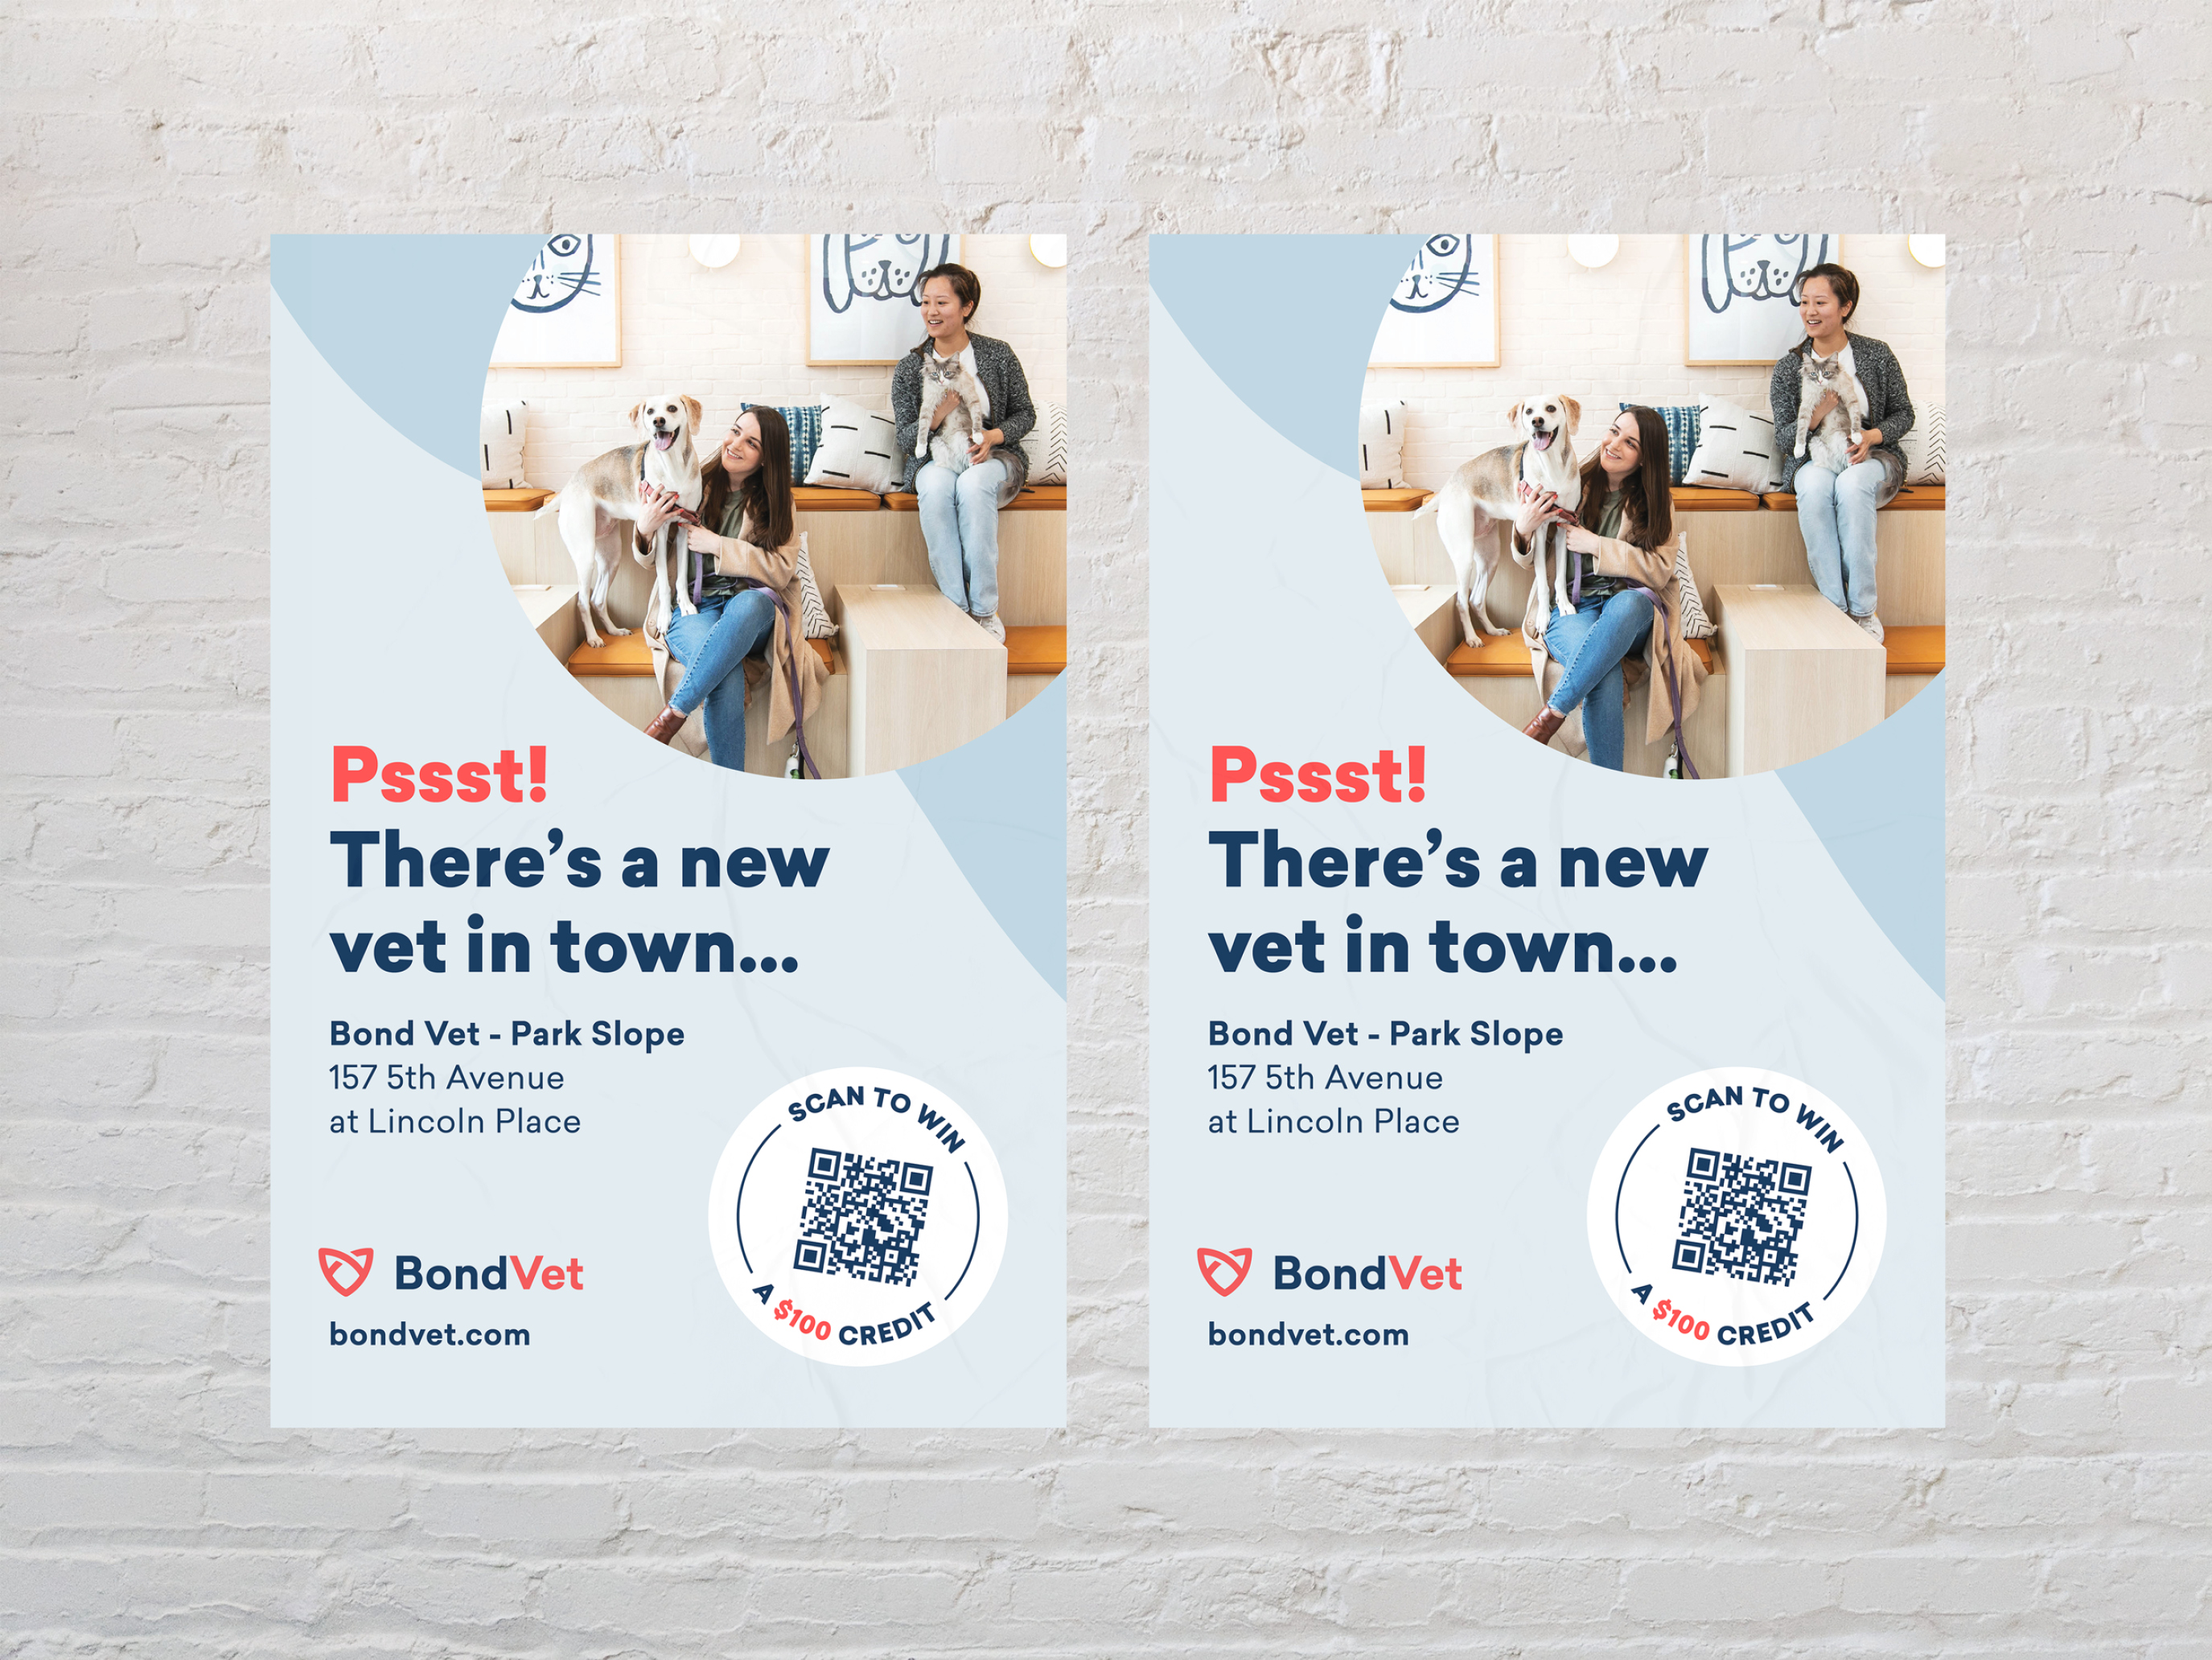 Pssst!
There's a new
vet in town...
Bond Vet - Park Slope
157 5th Avenue
at Lincoln Place
SCAN TO WIN
A $100 CREDIT
BondVet
bondvet.com
Pssst!
There's a new
vet in town...
Bond Vet - Park Slope
157 5th Avenue
at Lincoln Place
SCAN TO WIN
A $100 CREDIT
BondVet
bondvet.com